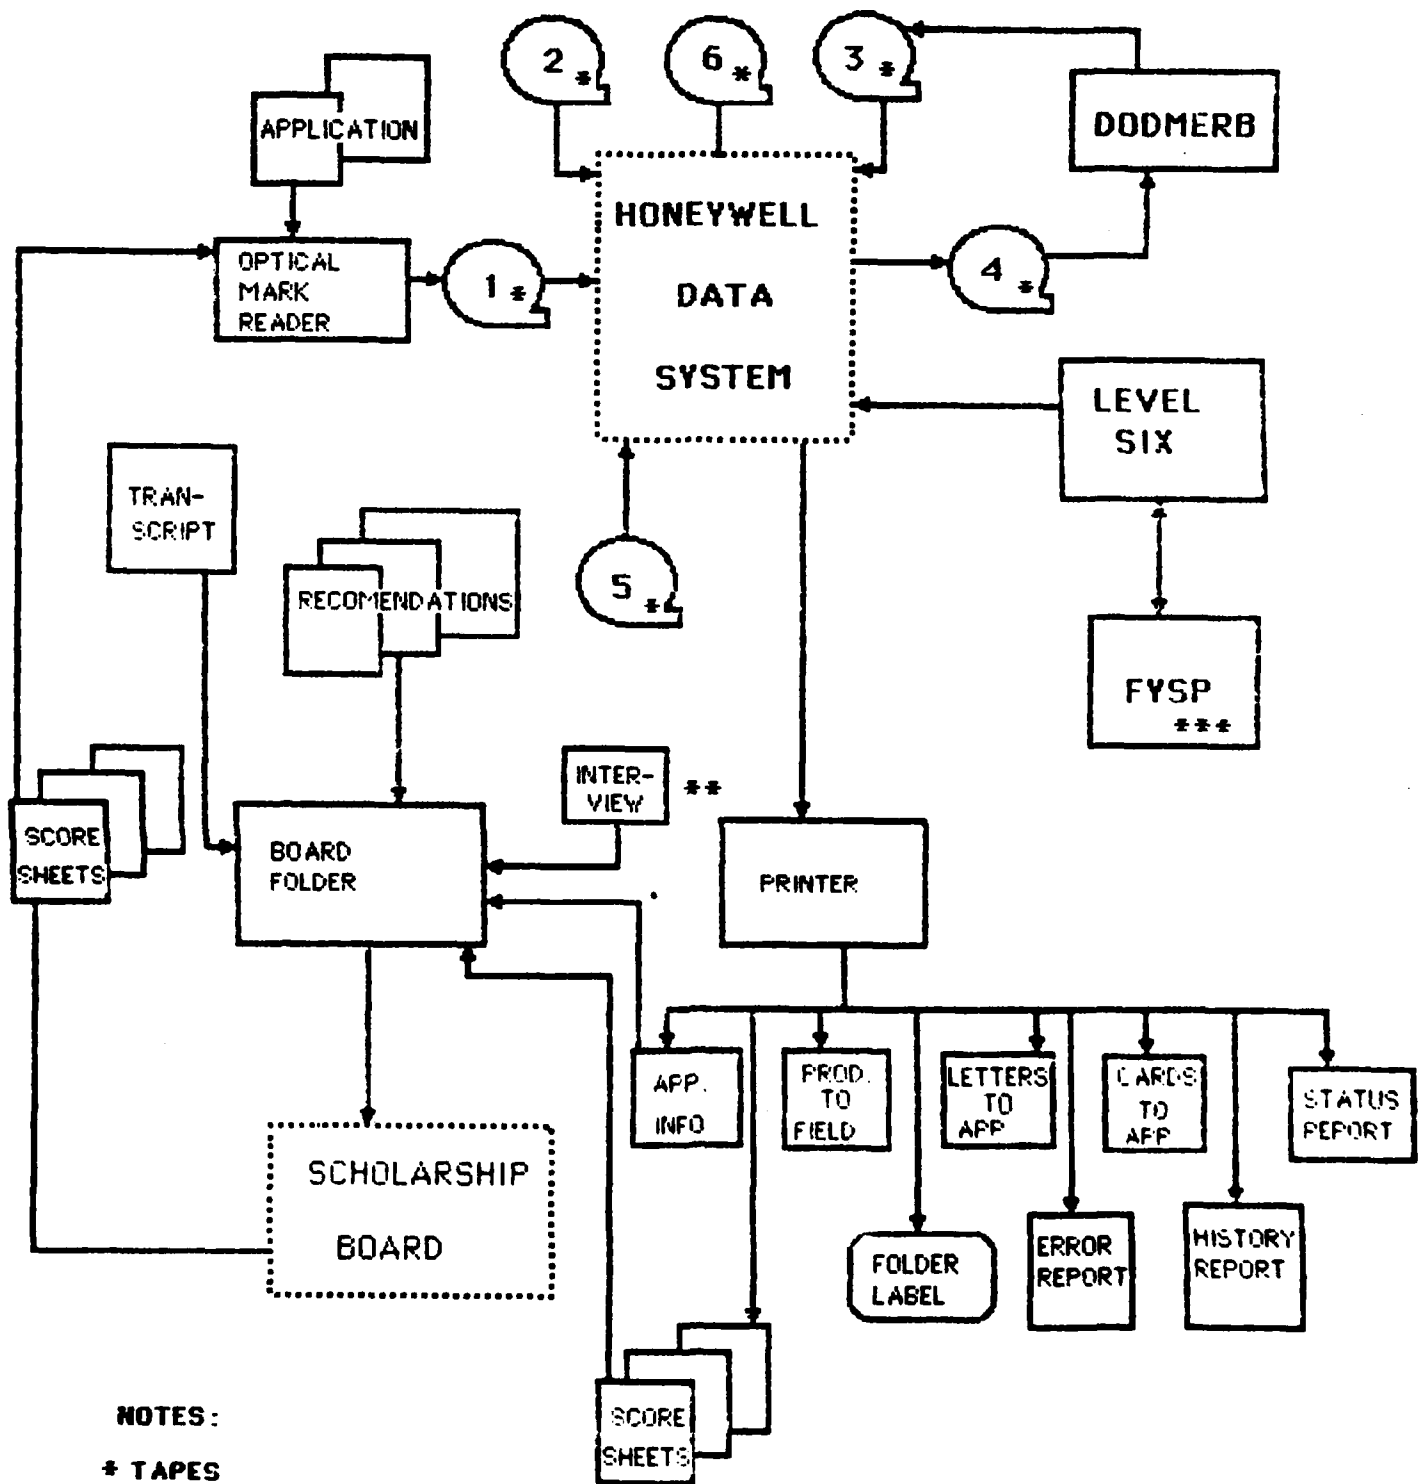 2 *
6 *
3 *
DODMERB
APPLICATION
HONEYWELL
DATA
SYSTEM
OPTICAL
MARK
READER
1 *
4 *
LEVEL
SIX
TRAN-
SCRIPT
RECOMENDATIONS
5 **
FYSP
***
INTER-
VIEW
**
SCORE
SHEETS
BOARD
FOLDER
PRINTER
APP.
INFO
PROD.
TO
FIELD
LETTERS
TO
APP
CARDS
TO
APP
STATUS
REPORT
SCHOLARSHIP
BOARD
FOLDER
LABEL
ERROR
REPORT
HISTORY
REPORT
SCORE
SHEETS
NOTES:
* TAPES